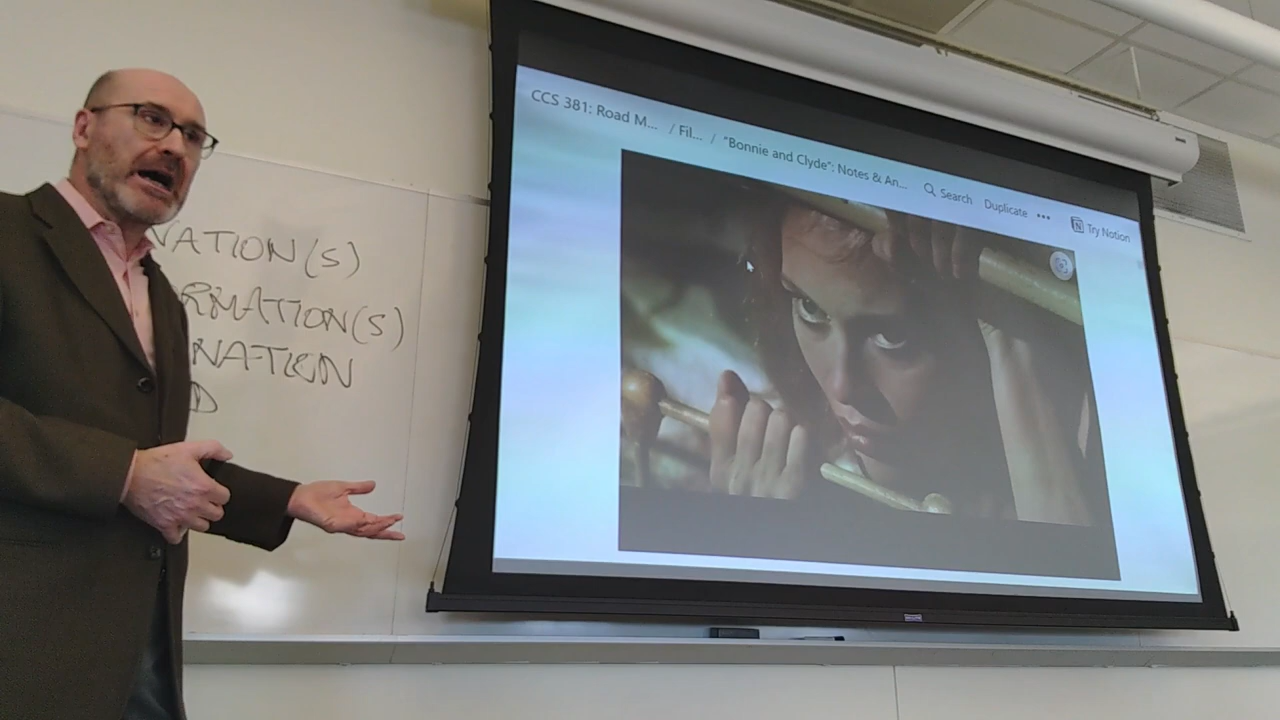 CCS 381: Road M... / Fil... / "Bonnie and Clyde": Notes & An... Search Duplicate ••• Try Notion
NATION(S)
RMATION(S)
NATION
D